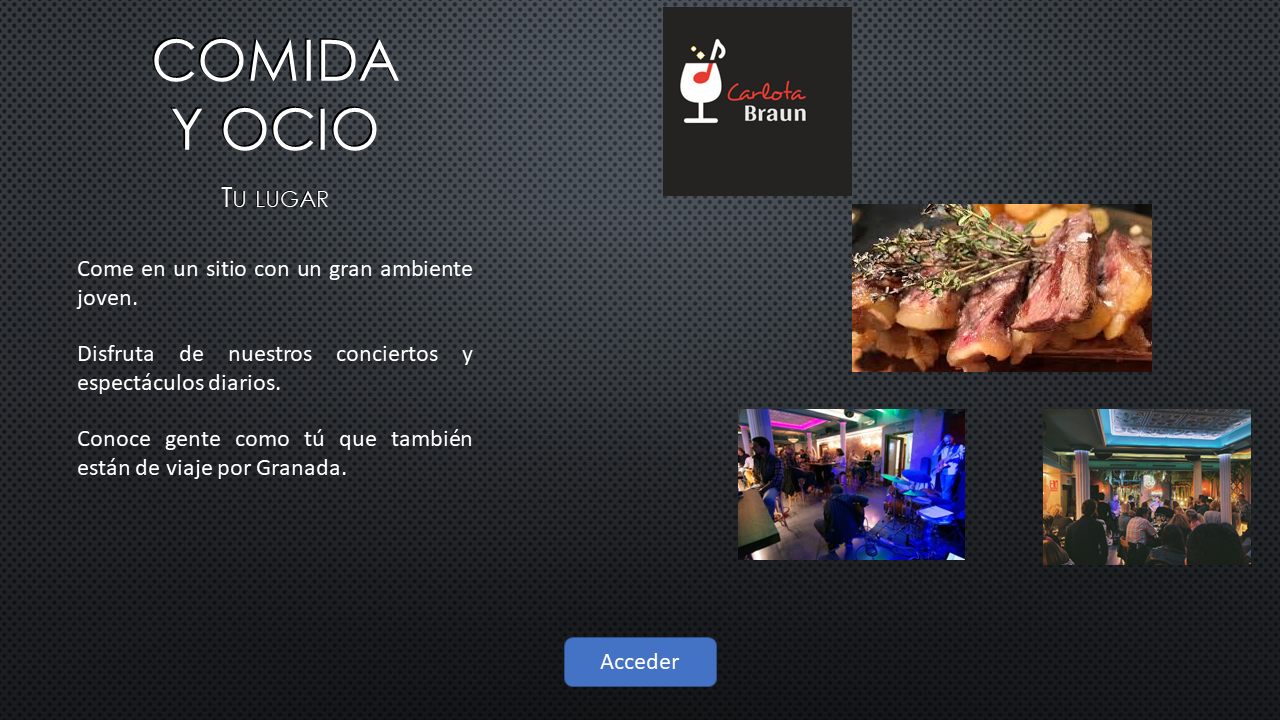 COMIDA
Y OCIO
TU LUGAR
Come en un sitio con un gran ambiente
joven.
Disfruta de nuestros conciertos y
espectáculos diarios.
Conoce gente como tú que también
están de viaje por Granada.
Carlota
Braun
Acceder